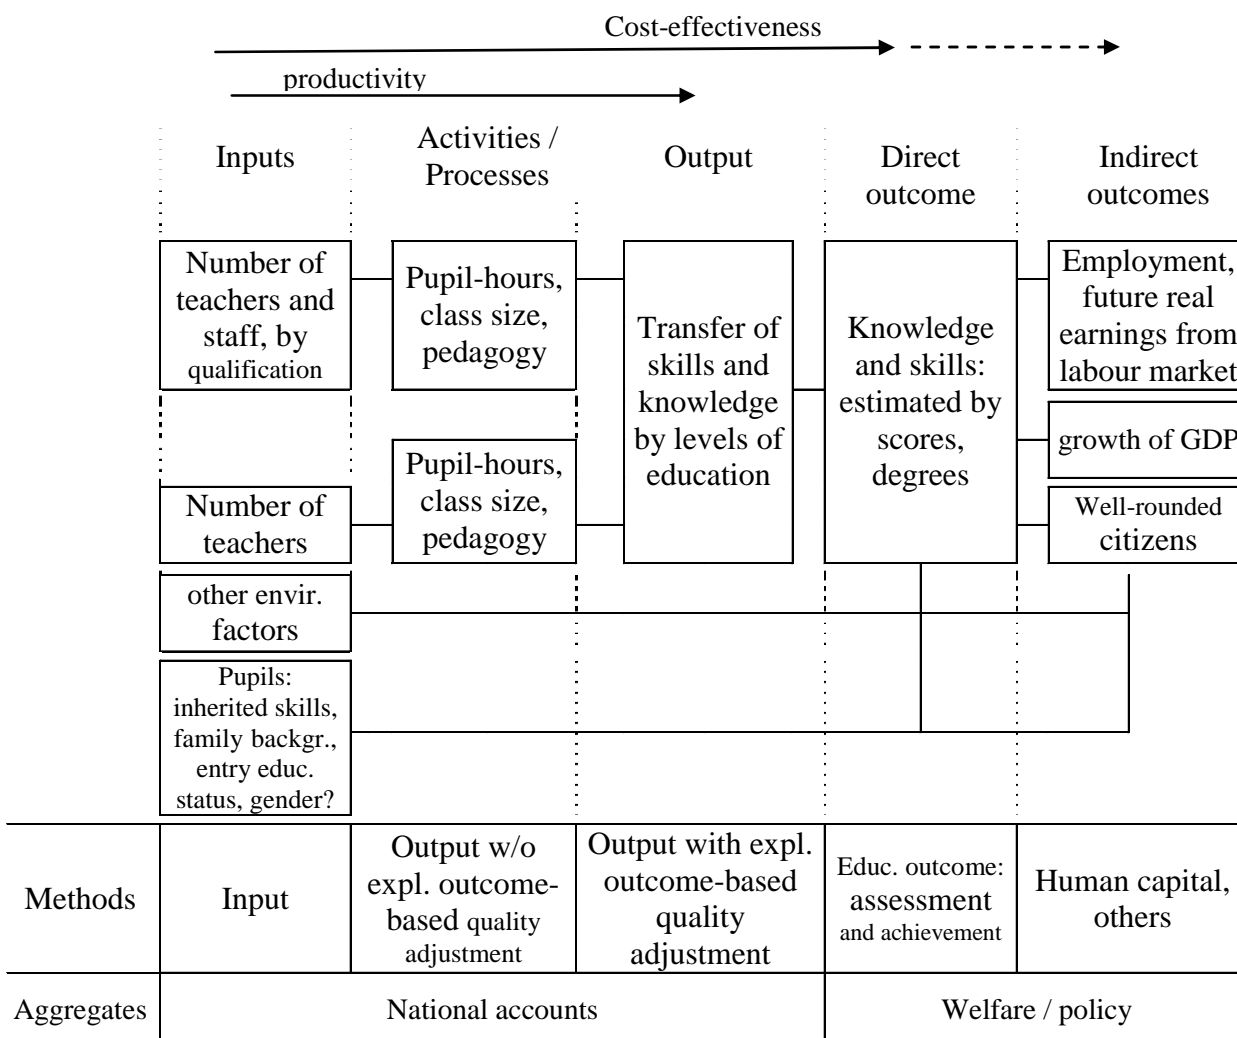 Cost-effectiveness
productivity
Inputs
Activities /
Processes
Output
Direct
outcome
Indirect
outcomes
Number of
teachers and
staff, by
qualification
Pupil-hours,
class size,
pedagogy
Transfer of
skills and
knowledge
by levels of
education
Knowledge
and skills:
estimated by
scores,
degrees
Employment,
future real
earnings from
labour market
growth of GDP
Well-rounded
citizens
Number of
teachers
Pupil-hours,
class size,
pedagogy
other envir.
factors
Pupils:
inherited skills,
family backgr.,
entry educ.
status, gender?
Methods
Input
Output w/o
expl. outcome-
based quality
adjustment
Output with expl.
outcome-based
quality
adjustment
Educ. outcome:
assessment
and achievement
Human capital,
others
Aggregates
National accounts
Welfare / policy